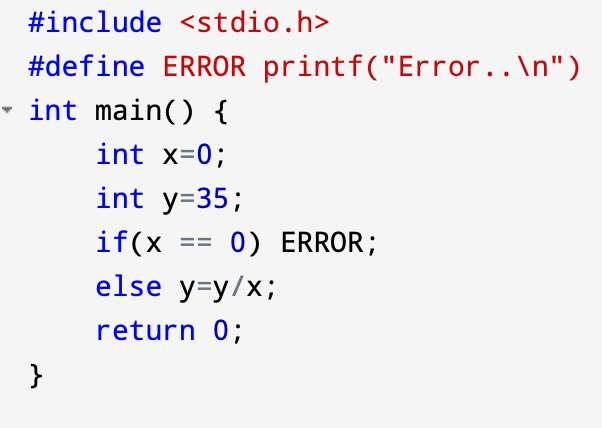 #include <stdio.h>
#define ERROR printf("Error..\n")
int main() {
    int x=0;
    int y=35;
    if(x == 0) ERROR;
    else y=y/x;
    return 0;
}